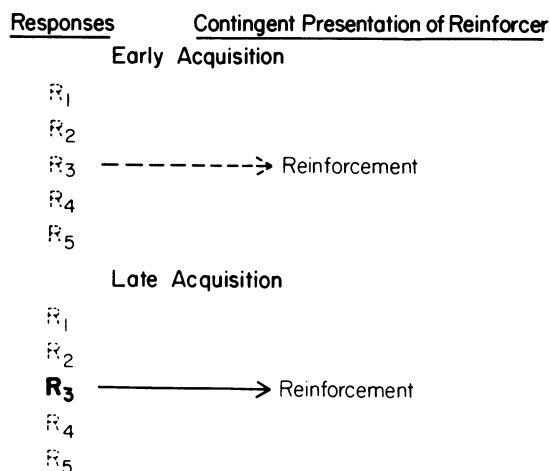 Responses Contingent Presentation of Reinforcer
Early Acquisition
R₁
R₂
R₃ Reinforcement
R₄
R₅
Late Acquisition
R₁
R₂
R₃ Reinforcement
R₄
R₅